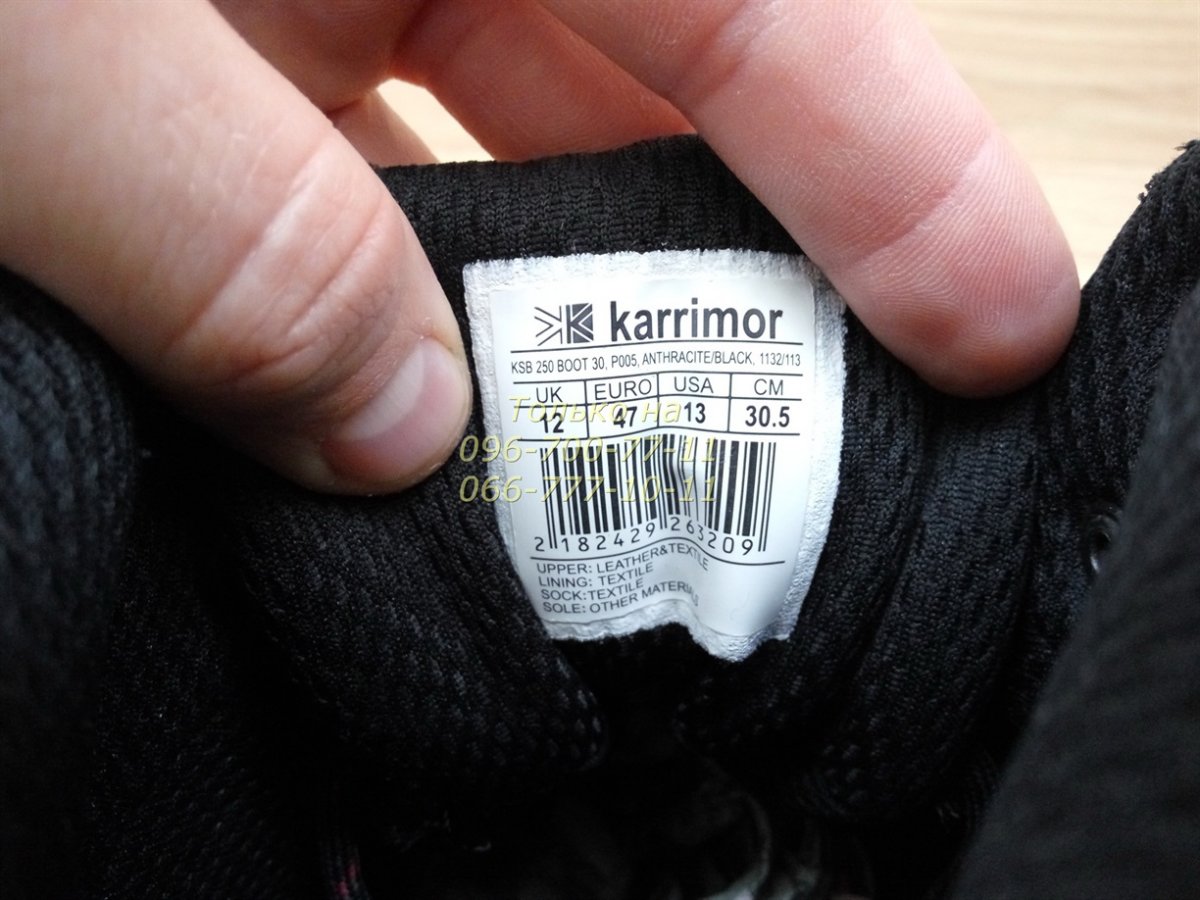 karrimor
KSB 250 BOOT 30, P005, ANTHRACITE/BLACK, 1132/113
UK EURO USA CM
12 47 13 30.5
Только на
096-700-77-11
066-777-10-11
2 182429 263209
UPPER: LEATHER&TEXTILE
LINING: TEXTILE
SOCK:TEXTILE
SOLE: OTHER MATERIALS